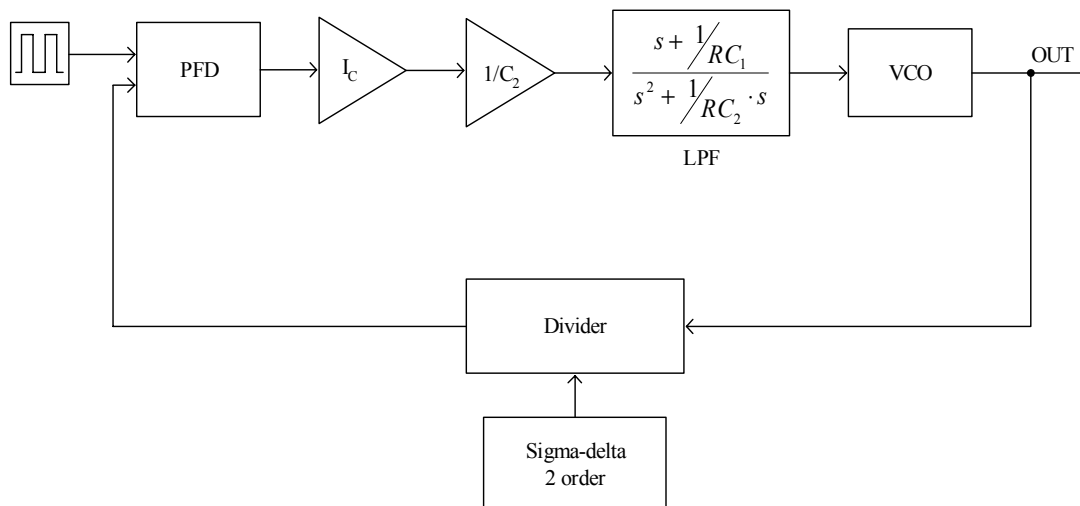 PFD
I_C
1/C_2
s + 1/RC_1
s^2 + 1/RC_2 · s
LPF
VCO
OUT
Divider
Sigma-delta
2 order